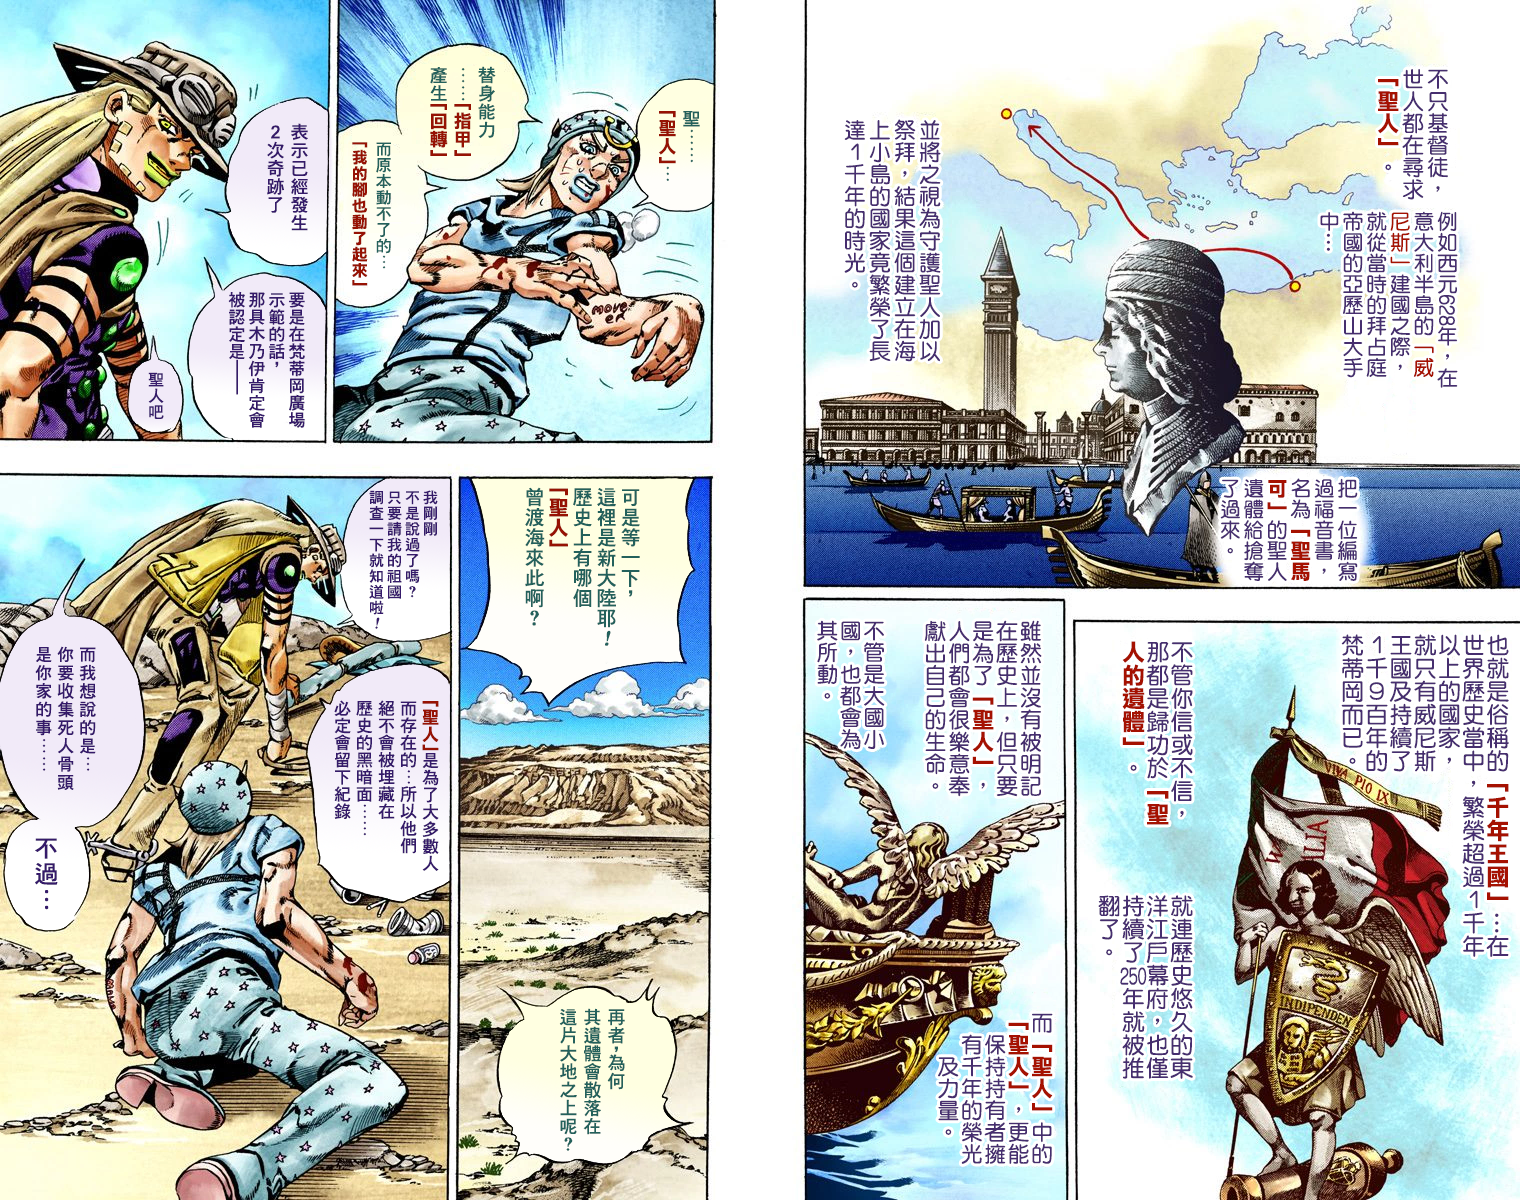 不只基督徒，
世人都在尋求
「聖人」。
例如西元628年，在
意大利半島的「威
尼斯」建國之際，
就從當時的拜占庭
帝國的亞歷山大手
中…
把一位編寫
過福音書，
名為「聖馬
可」的聖人
遺體給搶奪
了過來。
並將之視為守護聖人加以
祭拜，結果這個建立在海
上小島的國家竟繁榮了長
達1千年的時光。
也就是俗稱的「千年王國」…在
世界歷史當中，繁榮超過1千年
以上的國家，
就只有威尼斯
王國及持續了
1千9百年的
梵蒂岡而已。
不管你信或不信，
那都是歸功於「聖
人的遺體」。
就連歷史悠久的東
洋江戶幕府，也僅
持續了250年就被推
翻了。
VIVA PIO IX
ILIA
INDIPENDEN
雖然並沒有被明記
在歷史上，但只要
是為了「聖人」，
人們都會很樂意奉
獻出自己的生命。
不管是大國小
國，也都會為
其所動。
而「聖人」中的
「聖人」，更能
保持持有者擁
有千年的榮光
及力量。
聖…
「聖人」…
替身能力
……「指甲」
產生「回轉」
而原本動不了的…
「我的腳也動了起來」
表示已經發生
2次奇跡了
要是在梵蒂岡廣場
示範的話，
那具木乃伊肯定會
被認定是——
聖人吧
可是等一下，
這裡是新大陸耶！
歷史上有哪個
「聖人」
曾渡海來此啊？
再者，為何
其遺體會散落在
這片大地之上呢？
我剛剛
不是說過了嗎？
只要請我的祖國
調查一下就知道啦！
「聖人」是為了大多數人
而存在的…所以他們
絕不會被埋藏在
歷史的黑暗面……
必定會留下紀錄
而我想說的是…
你要收集死人骨頭
是你家的事……
不過…